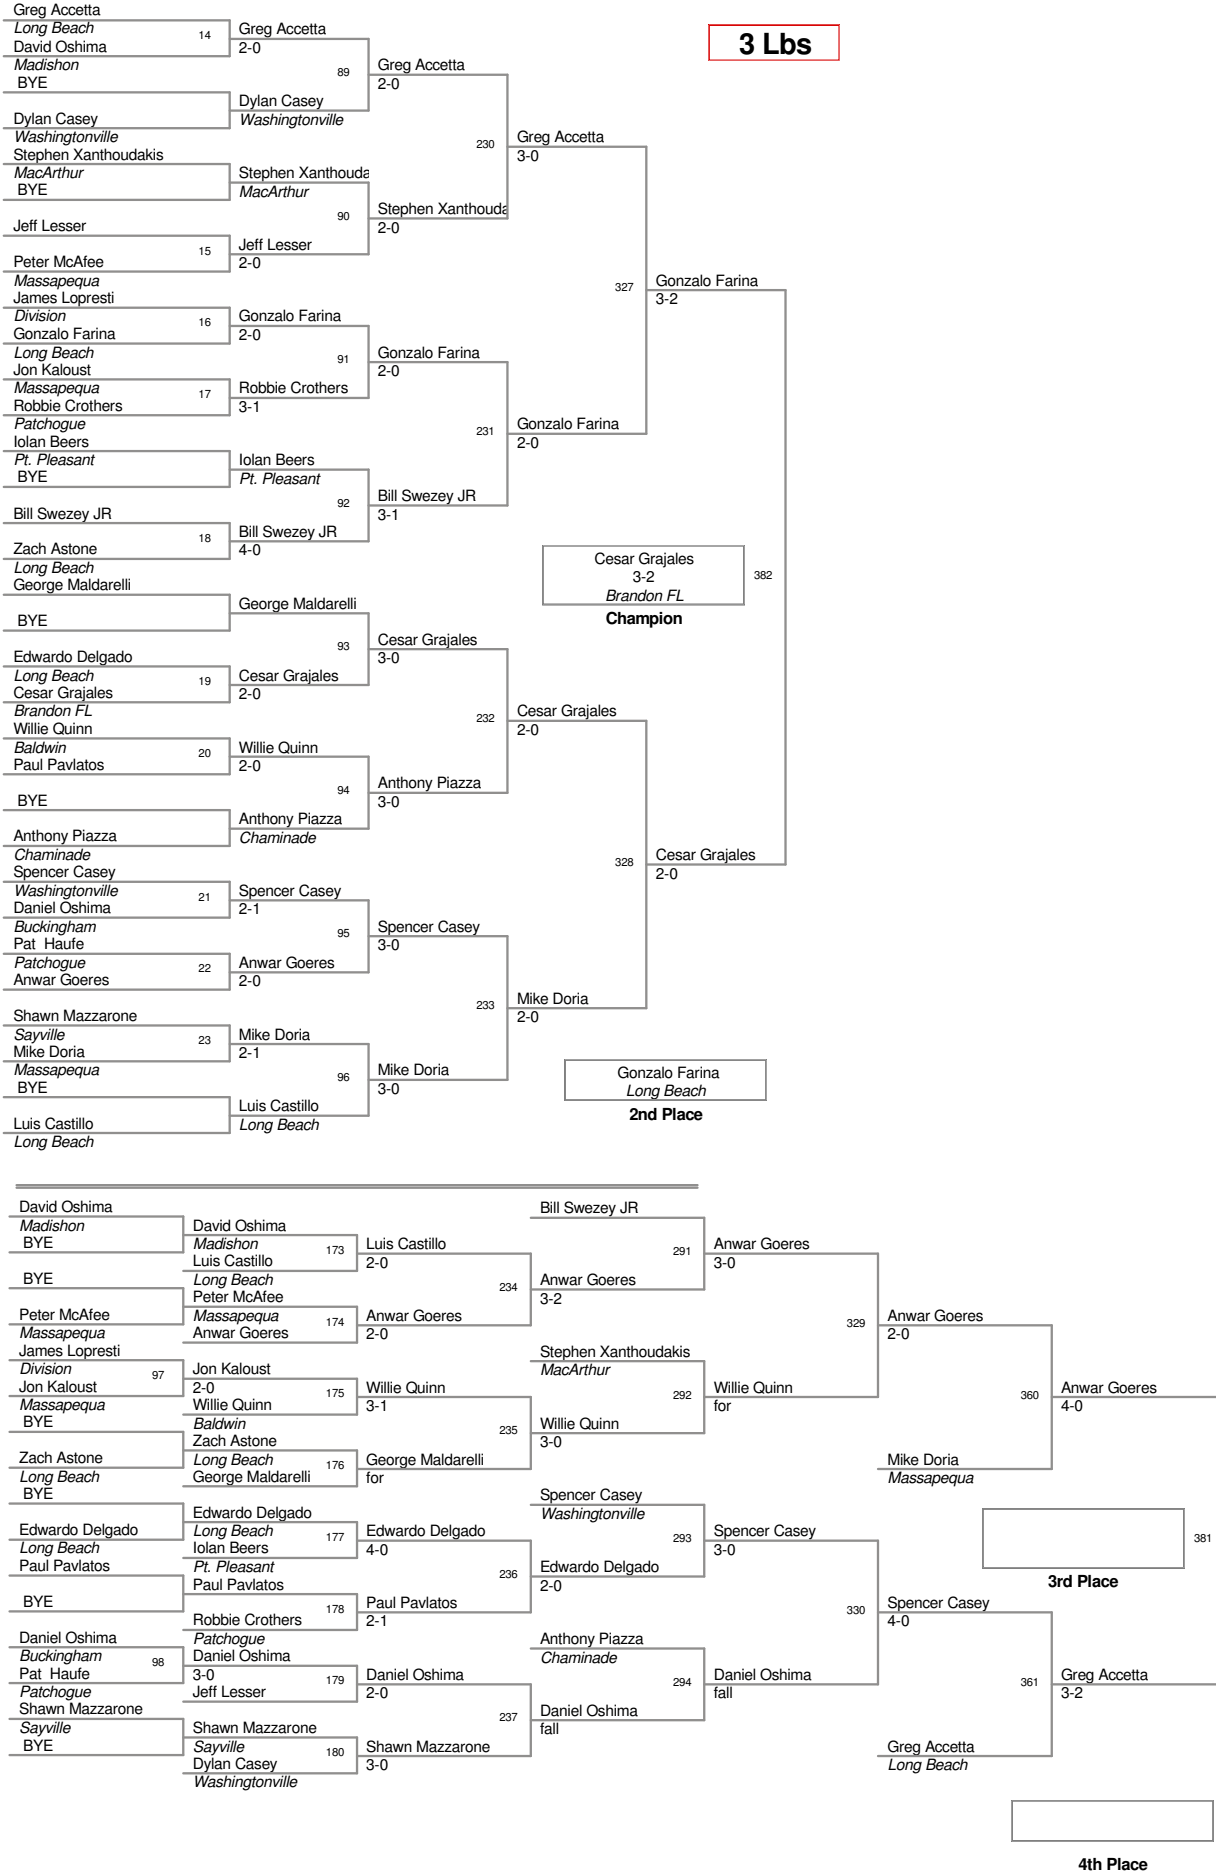 3 Lbs
Greg Accetta
Long Beach
David Oshima
Madishon
BYE
Dylan Casey
Washingtonville
Stephen Xanthoudakis
MacArthur
BYE
Jeff Lesser
Peter McAfee
Massapequa
James Lopresti
Division
Gonzalo Farina
Long Beach
Jon Kaloust
Massapequa
Robbie Crothers
Patchogue
Iolan Beers
Pt. Pleasant
BYE
Bill Swezey JR
Zach Astone
Long Beach
George Maldarelli
BYE
Edwardo Delgado
Long Beach
Cesar Grajales
Brandon FL
Willie Quinn
Baldwin
Paul Pavlatos
BYE
Anthony Piazza
Chaminade
Spencer Casey
Washingtonville
Daniel Oshima
Buckingham
Pat Haufe
Patchogue
Anwar Goeres
Shawn Mazzarone
Sayville
Mike Doria
Massapequa
BYE
Luis Castillo
Long Beach
14
15
16
17
18
19
20
21
22
23
Greg Accetta
2-0
Dylan Casey
Washingtonville
Stephen Xanthouda
MacArthur
Jeff Lesser
2-0
Gonzalo Farina
2-0
Robbie Crothers
3-1
Iolan Beers
Pt. Pleasant
Bill Swezey JR
4-0
George Maldarelli
Cesar Grajales
2-0
Willie Quinn
2-0
Anthony Piazza
Chaminade
Spencer Casey
2-1
Anwar Goeres
2-0
Mike Doria
2-1
Luis Castillo
Long Beach
89
90
91
92
93
94
95
96
Greg Accetta
2-0
Stephen Xanthouda
2-0
Gonzalo Farina
2-0
Bill Swezey JR
3-1
Cesar Grajales
3-0
Anthony Piazza
3-0
Spencer Casey
3-0
Mike Doria
3-0
230
231
232
233
Greg Accetta
3-0
Gonzalo Farina
2-0
Cesar Grajales
2-0
Mike Doria
2-0
327
328
Gonzalo Farina
3-2
Cesar Grajales
2-0
382
Cesar Grajales
3-2
Brandon FL
Champion
Gonzalo Farina
Long Beach
2nd Place
David Oshima
Madishon
BYE
BYE
Peter McAfee
Massapequa
James Lopresti
Division
Jon Kaloust
Massapequa
BYE
Zach Astone
Long Beach
BYE
Edwardo Delgado
Long Beach
Paul Pavlatos
BYE
Daniel Oshima
Buckingham
Pat Haufe
Patchogue
Shawn Mazzarone
Sayville
BYE
97
98
David Oshima
Madishon
Luis Castillo
Long Beach
Peter McAfee
Massapequa
Anwar Goeres
Jon Kaloust
2-0
Willie Quinn
Baldwin
Zach Astone
Long Beach
George Maldarelli
Edwardo Delgado
Long Beach
Iolan Beers
Pt. Pleasant
Paul Pavlatos
Robbie Crothers
Patchogue
Daniel Oshima
3-0
Jeff Lesser
Shawn Mazzarone
Sayville
Dylan Casey
Washingtonville
173
174
175
176
177
178
179
180
Luis Castillo
2-0
Anwar Goeres
2-0
Willie Quinn
3-1
George Maldarelli
for
Edwardo Delgado
4-0
Paul Pavlatos
2-1
Daniel Oshima
2-0
Shawn Mazzarone
3-0
234
235
236
237
Bill Swezey JR
Anwar Goeres
3-2
Stephen Xanthoudakis
MacArthur
Willie Quinn
3-0
Spencer Casey
Washingtonville
Edwardo Delgado
2-0
Anthony Piazza
Chaminade
Daniel Oshima
fall
291
292
293
294
Anwar Goeres
3-0
Willie Quinn
for
Spencer Casey
3-0
Daniel Oshima
fall
329
330
Anwar Goeres
2-0
Mike Doria
Massapequa
Spencer Casey
4-0
Greg Accetta
Long Beach
360
361
Anwar Goeres
4-0
Greg Accetta
3-2
381
3rd Place
4th Place